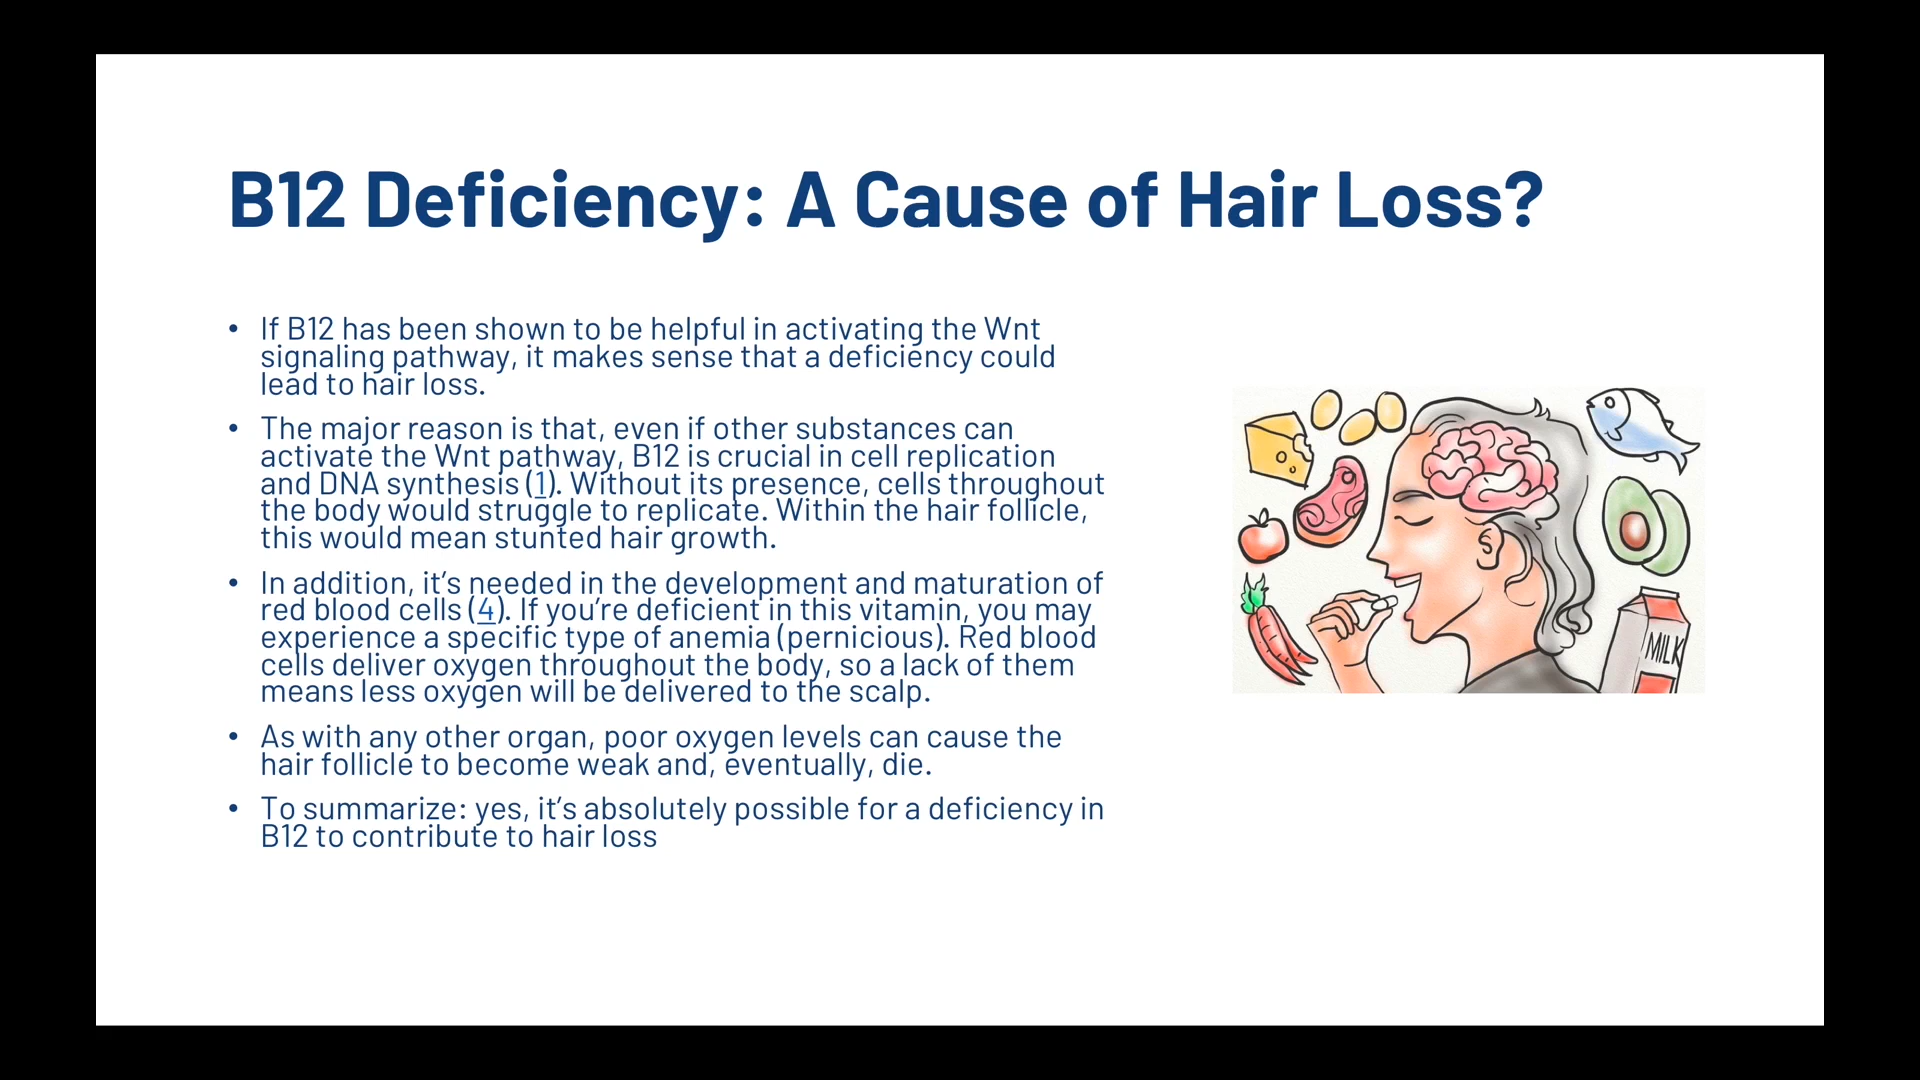 B12 Deficiency: A Cause of Hair Loss?
• If B12 has been shown to be helpful in activating the Wnt
signaling pathway, it makes sense that a deficiency could
lead to hair loss.
• The major reason is that, even if other substances can
activate the Wnt pathway, B12 is crucial in cell replication
and DNA synthesis (1). Without its presence, cells throughout
the body would struggle to replicate. Within the hair follicle,
this would mean stunted hair growth.
• In addition, it’s needed in the development and maturation of
red blood cells (4). If you’re deficient in this vitamin, you may
experience a specific type of anemia (pernicious). Red blood
cells deliver oxygen throughout the body, so a lack of them
means less oxygen will be delivered to the scalp.
• As with any other organ, poor oxygen levels can cause the
hair follicle to become weak and, eventually, die.
• To summarize: yes, it’s absolutely possible for a deficiency in
B12 to contribute to hair loss
MILK